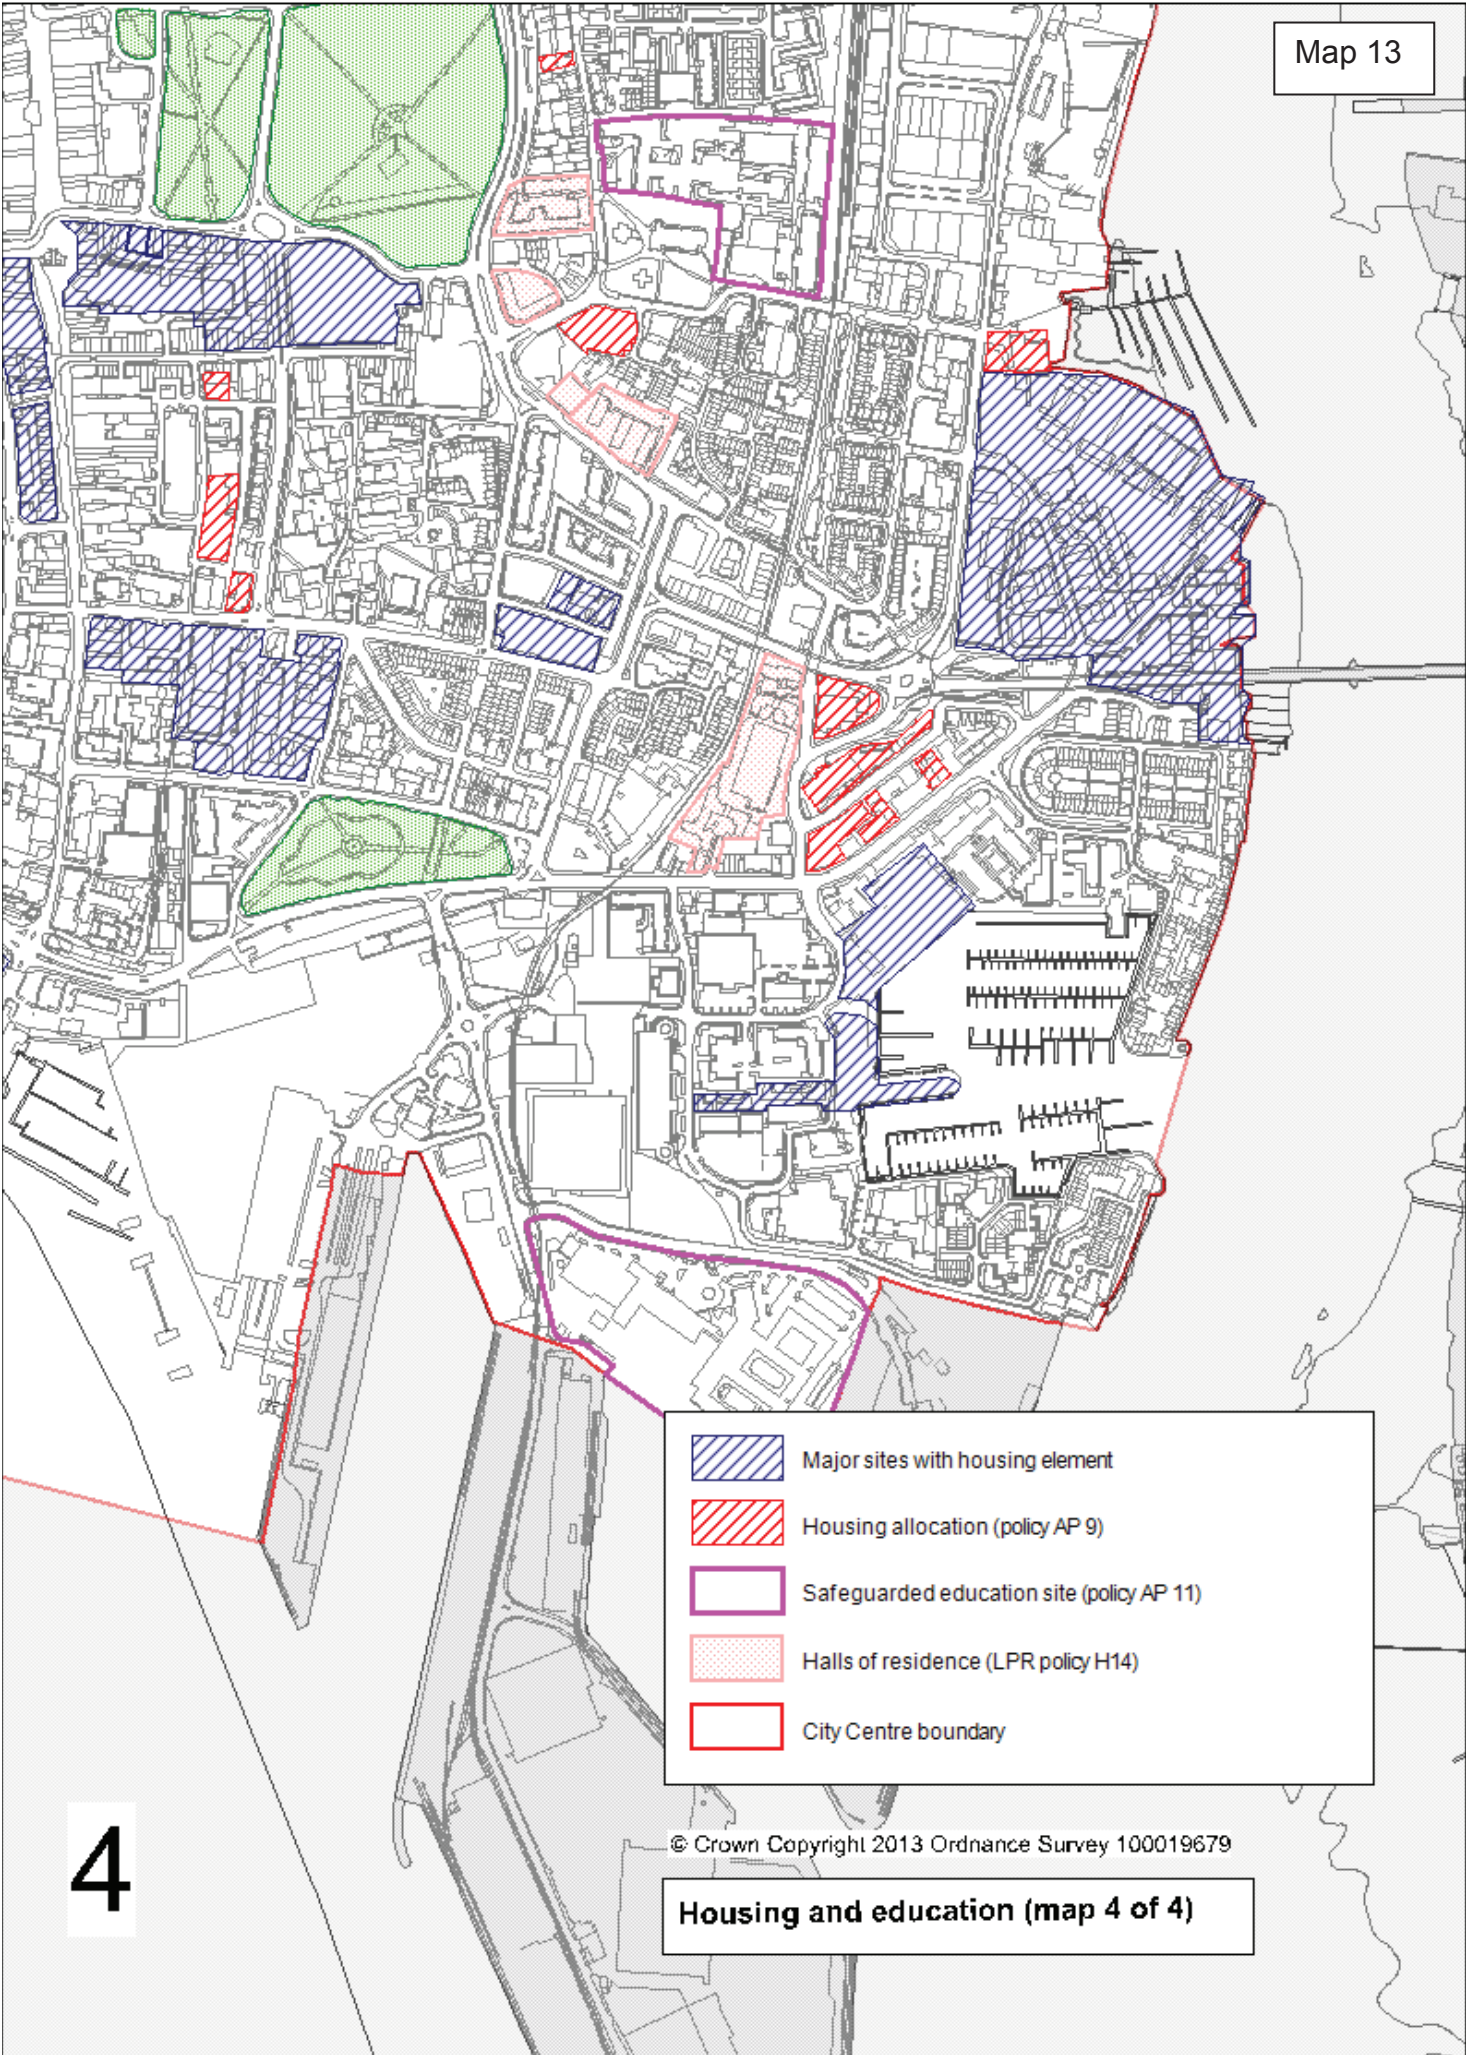 Map 13
Major sites with housing element
Housing allocation (policy AP 9)
Safeguarded education site (policy AP 11)
Halls of residence (LPR policy H14)
City Centre boundary
© Crown Copyright 2013 Ordnance Survey 100019679
4
Housing and education (map 4 of 4)